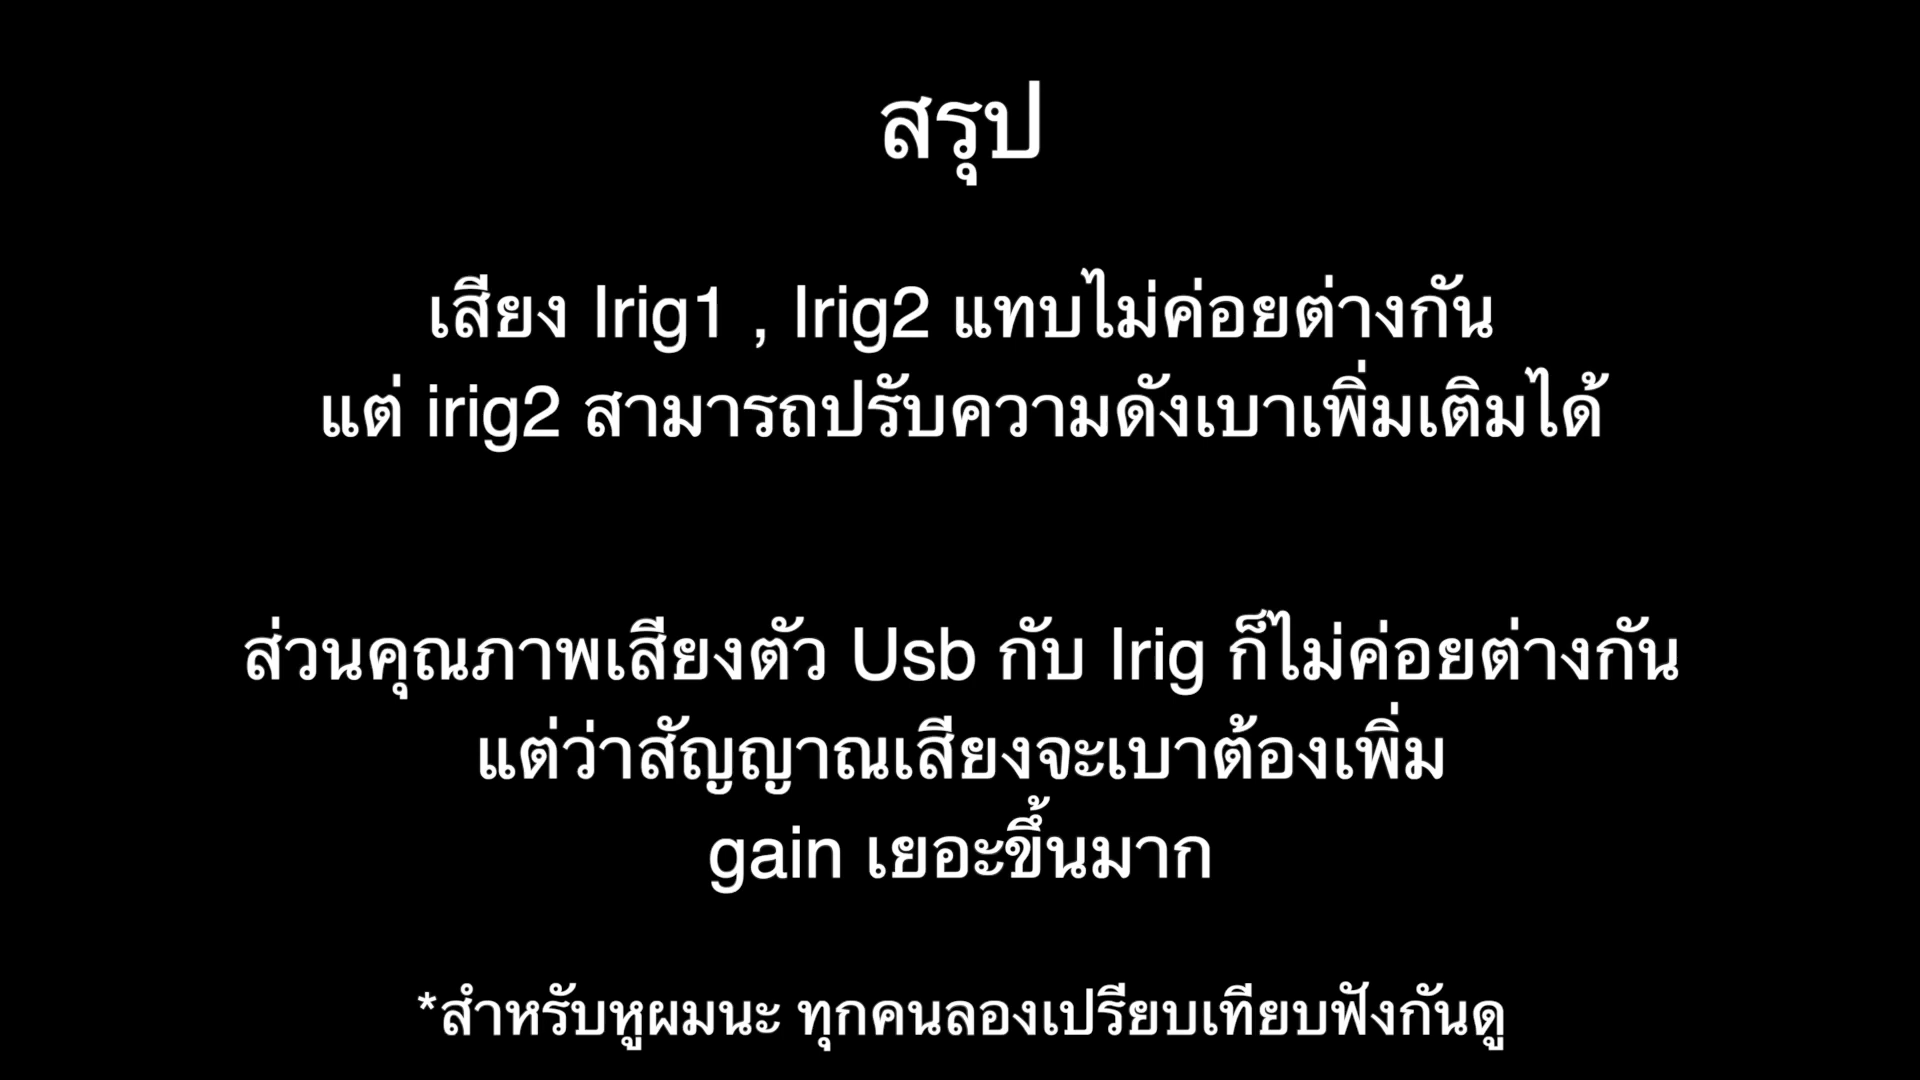 สรุป
เสียง Irig1 , Irig2 แทบไม่ค่อยต่างกัน
แต่ irig2 สามารถปรับความดังเบาเพิ่มเติมได้
ส่วนคุณภาพเสียงตัว Usb กับ Irig ก็ไม่ค่อยต่างกัน
แต่ว่าสัญญาณเสียงจะเบาต้องเพิ่ม
gain เยอะขึ้นมาก
*สำหรับหูผมนะ ทุกคนลองเปรียบเทียบฟังกันดู